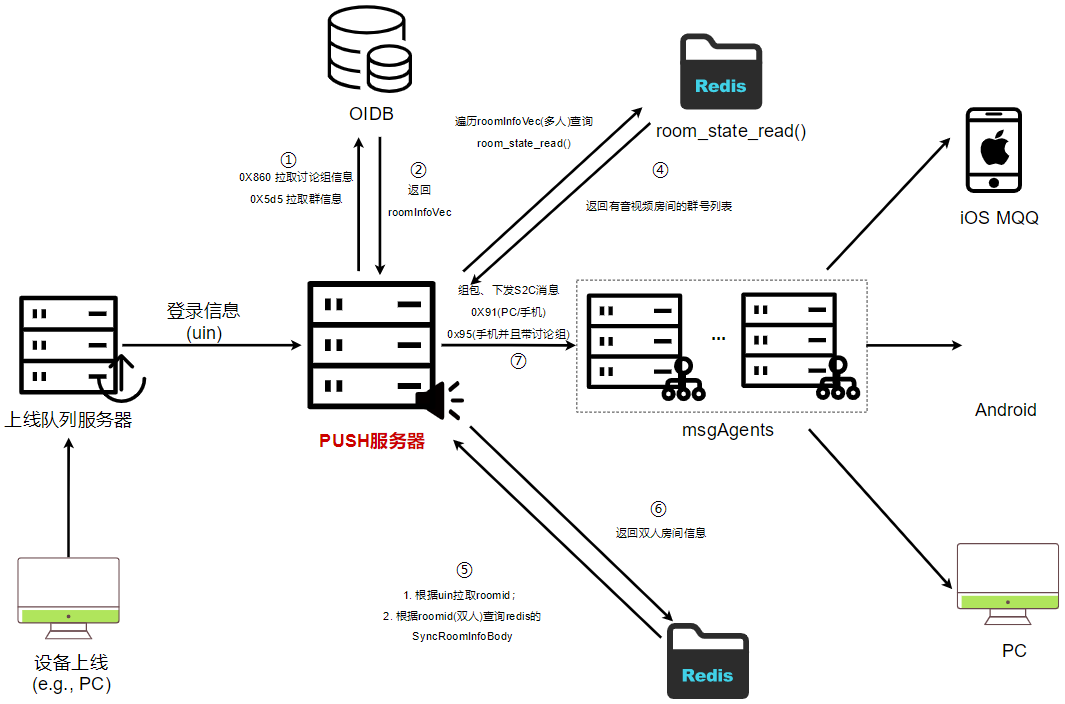 OIDB
①
0X860 拉取讨论组信息
0X5d5 拉取群信息
②
返回
roomInfoVec
遍历roomInfoVec(多人)查询
room_state_read()
Redis
room_state_read()
④
返回有音视频房间的群号列表
iOS MQQ
登录信息
(uin)
上线队列服务器
PUSH服务器
组包、下发S2C消息
0X91(PC/手机)
0x95(手机并且带讨论组)
⑦
...
msgAgents
Android
设备上线
(e.g., PC)
⑤
1. 根据uin拉取roomid；
2. 根据roomid(双人)查询redis的
SyncRoomInfoBody
⑥
返回双人房间信息
Redis
PC